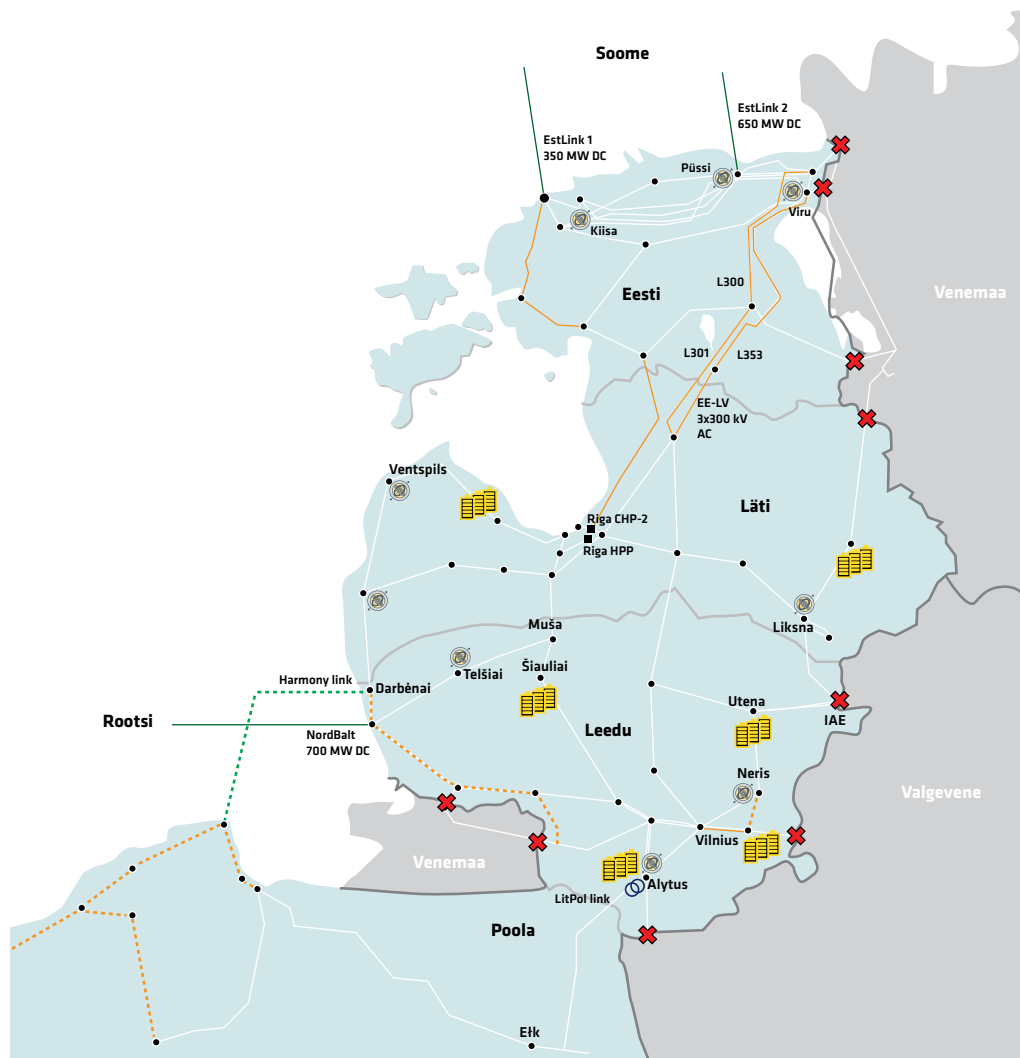 Soome
EstLink 2
650 MW DC
EstLink 1
350 MW DC
Püssi
Viru
Kiisa
L300
Eesti
Venemaa
L301
L353
EE-LV
3x300 kV
AC
Ventspils
Läti
Riga CHP-2
Riga HPP
Muša
Liksna
Šiauliai
Telšiai
Harmony link
Darbėnai
Utena
Rootsi
IAE
NordBalt
700 MW DC
Leedu
Neris
Valgevene
Vilnius
Venemaa
Alytus
LitPol link
Poola
Ełk